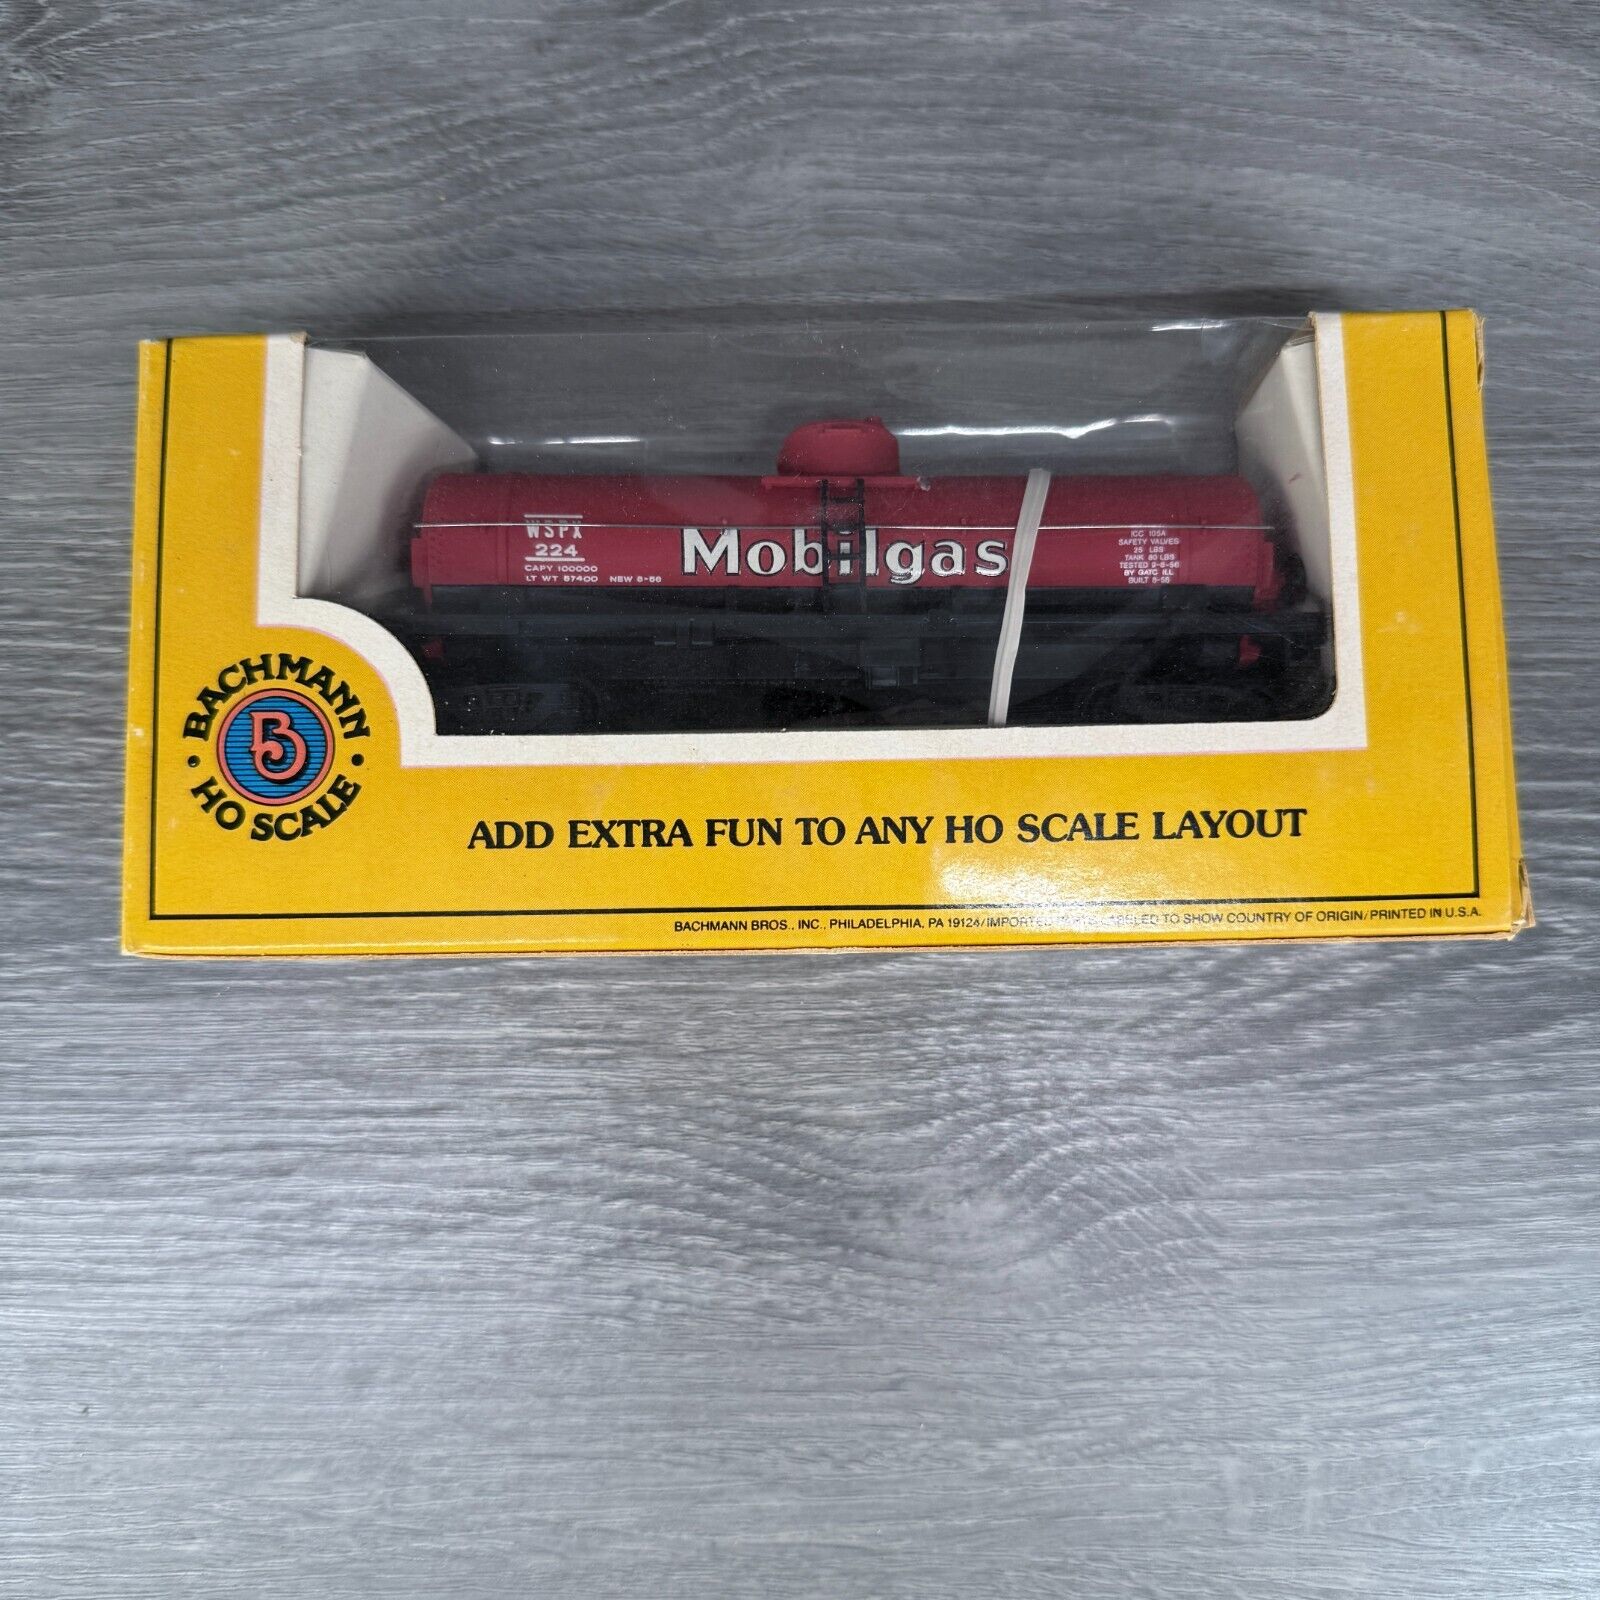 WSPX
224
CAPY 100000
LT WT 57400 NEW 8-56
Mobilgas
ICC 105A
SAFETY VALVES
25 LBS
TANK 80 LBS
TESTED 9-8-56
BY GATC ILL
BUILT 8-56
BACHMANN
B
HO SCALE
ADD EXTRA FUN TO ANY HO SCALE LAYOUT
BACHMANN BROS., INC., PHILADELPHIA, PA 19124/IMPORTED PARTS LABELED TO SHOW COUNTRY OF ORIGIN/PRINTED IN U.S.A.